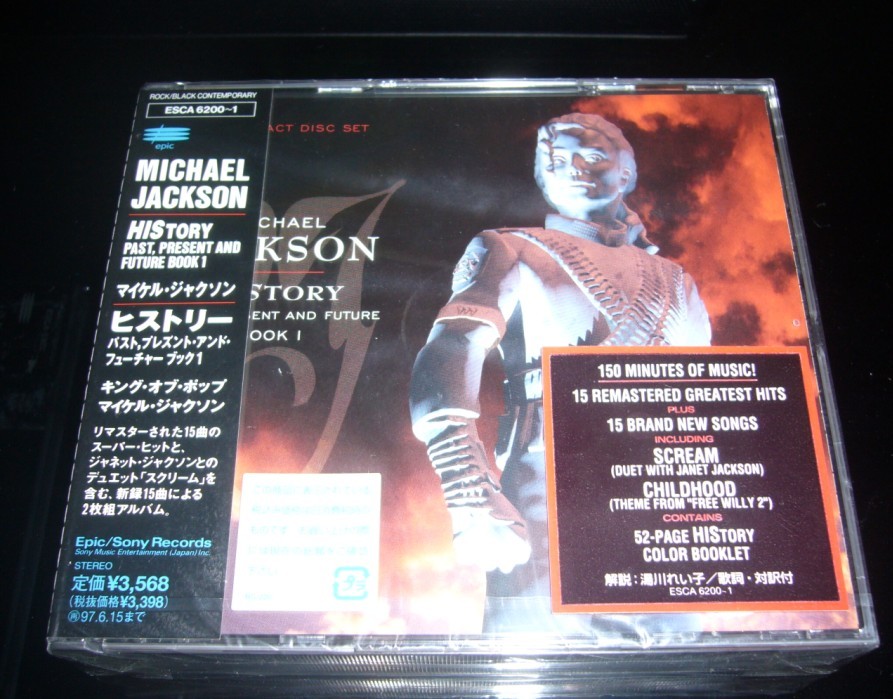 ROCK/BLACK CONTEMPORARY
ESCA 6200~1
epic
MICHAEL
JACKSON
HISTORY
PAST, PRESENT AND
FUTURE BOOK 1
マイケル・ジャクソン
ヒストリー
パスト,プレズント・アンド・
フューチャー ブック1
キング・オブ・ポップ
マイケル・ジャクソン
リマスターされた15曲の
スーパー・ヒットと、
ジャネット・ジャクソンとの
デュエット「スクリーム」を
含む、新録15曲による
2枚組アルバム。
Epic/Sony Records
Sony Music Entertainment (Japan) Inc.
STEREO
定価¥3,568
(税抜価格¥3,398)
再97.6.15まで
ACT DISC SET
CHAEL
KSON
STORY
SENT AND FUTURE
OOK I
150 MINUTES OF MUSIC!
15 REMASTERED GREATEST HITS
PLUS
15 BRAND NEW SONGS
INCLUDING
SCREAM
(DUET WITH JANET JACKSON)
CHILDHOOD
(THEME FROM "FREE WILLY 2")
CONTAINS
52-PAGE HISTORY
COLOR BOOKLET
解説:湯川れい子/歌詞・対訳付
ESCA 6200~1